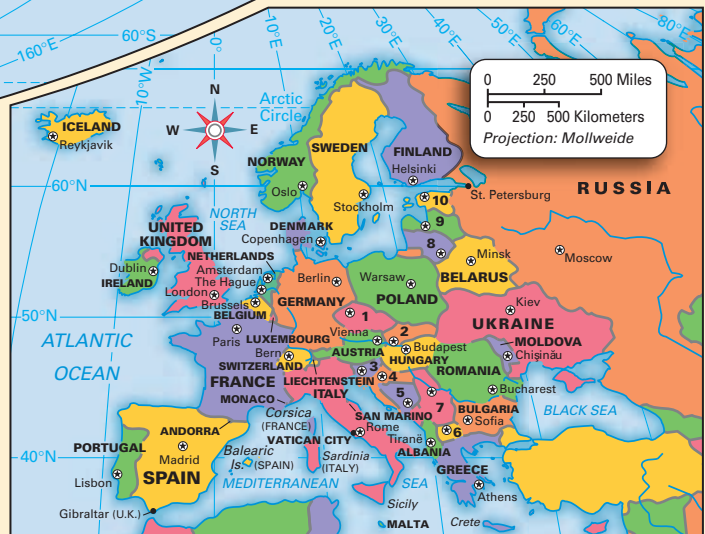 160°E
60°S
10°W
0°
10°E
20°E
30°E
40°E
50°E
60°E
80°E
0 250 500 Miles
0 250 500 Kilometers
Projection: Mollweide
N
W E
S
Arctic
Circle
ICELAND
Reykjavik
60°N
NORWAY
Oslo
SWEDEN
Stockholm
FINLAND
Helsinki
St. Petersburg
RUSSIA
Moscow
10
9
8
NORTH
SEA
UNITED
KINGDOM
Dublin
IRELAND
London
DENMARK
Copenhagen
NETHERLANDS
Amsterdam
The Hague
Brussels
BELGIUM
Berlin
GERMANY
Warsaw
POLAND
Minsk
BELARUS
50°N
ATLANTIC
OCEAN
Paris
LUXEMBOURG
Bern
SWITZERLAND
FRANCE
LIECHTENSTEIN
MONACO
ITALY
1
Vienna
2
AUSTRIA
Budapest
HUNGARY
3
4
5
Kiev
UKRAINE
MOLDOVA
Chişinău
ROMANIA
Bucharest
BULGARIA
Sofia
BLACK SEA
7
6
SAN MARINO
Rome
Tiranë
ALBANIA
Corsica
(FRANCE)
VATICAN CITY
Sardinia
(ITALY)
ANDORRA
Balearic
Is. (SPAIN)
PORTUGAL
Madrid
SPAIN
Lisbon
40°N
Gibraltar (U.K.)
MEDITERRANEAN SEA
Sicily
MALTA
GREECE
Athens
Crete